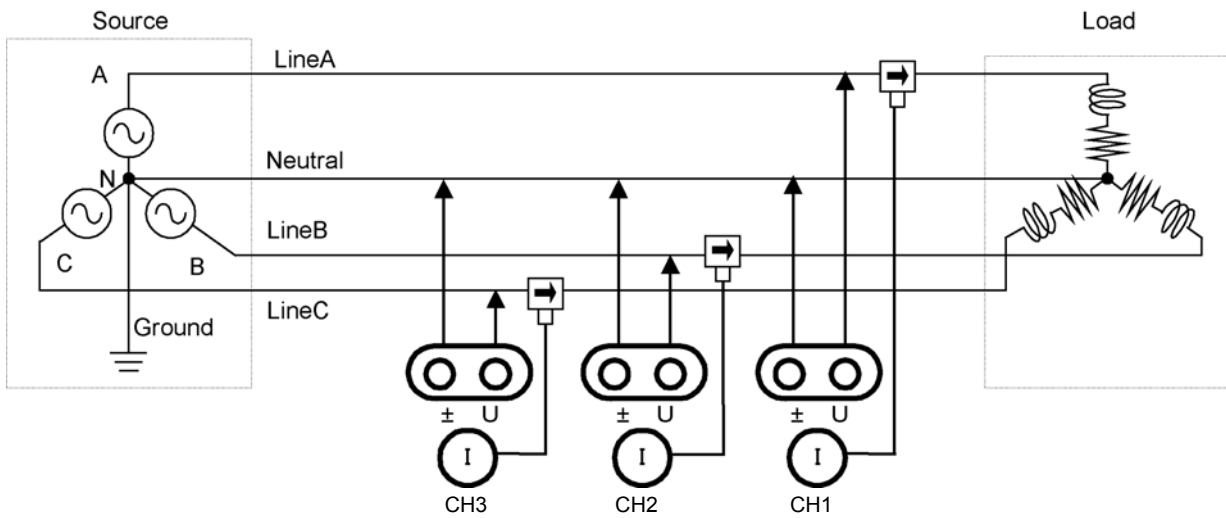 Source
Load
A
LineA
N
Neutral
C
B
LineB
LineC
Ground
± U
± U
± U
I
I
I
CH3
CH2
CH1